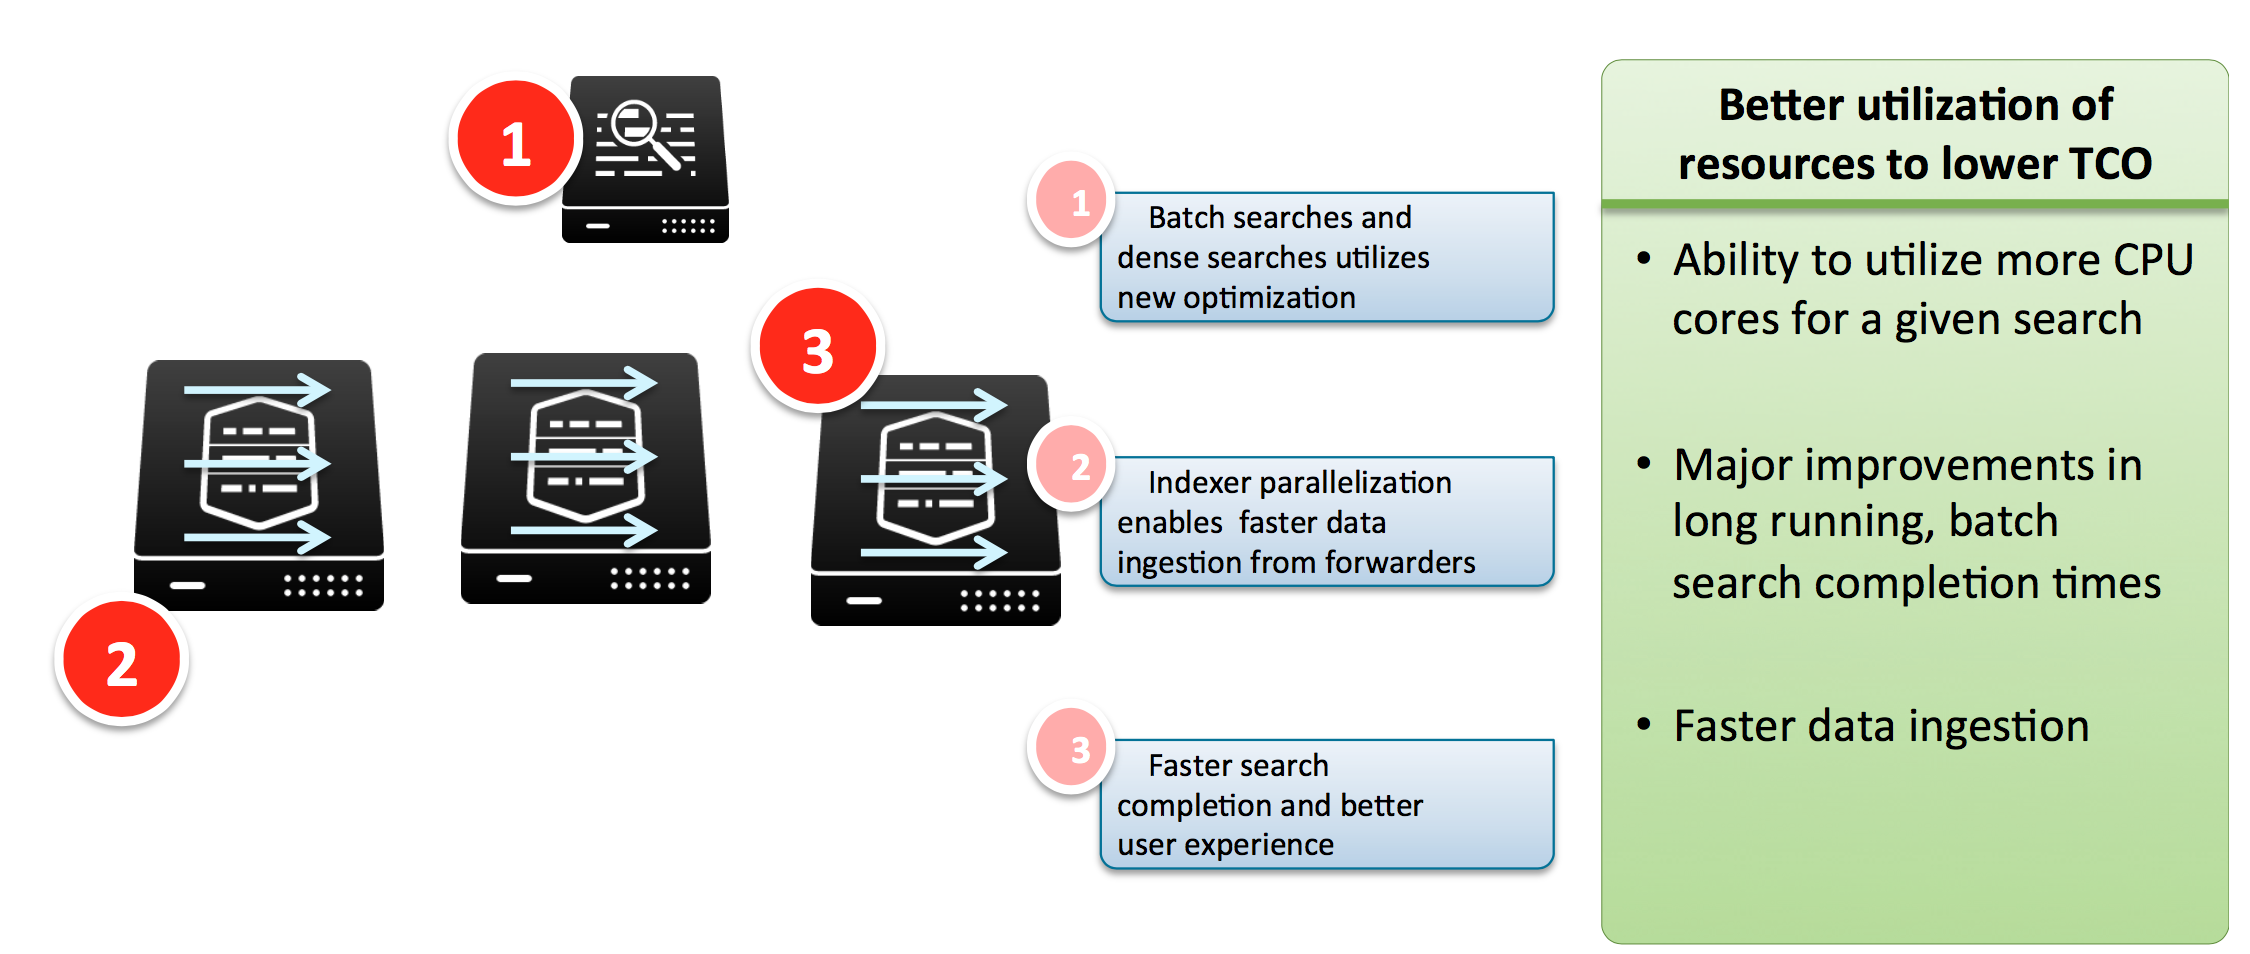 1
3
2
1
Batch searches and
dense searches utilizes
new optimization
2
Indexer parallelization
enables  faster data
ingestion from forwarders
3
Faster search
completion and better
user experience
Better utilization of
resources to lower TCO
• Ability to utilize more CPU
cores for a given search
• Major improvements in
long running, batch
search completion times
• Faster data ingestion